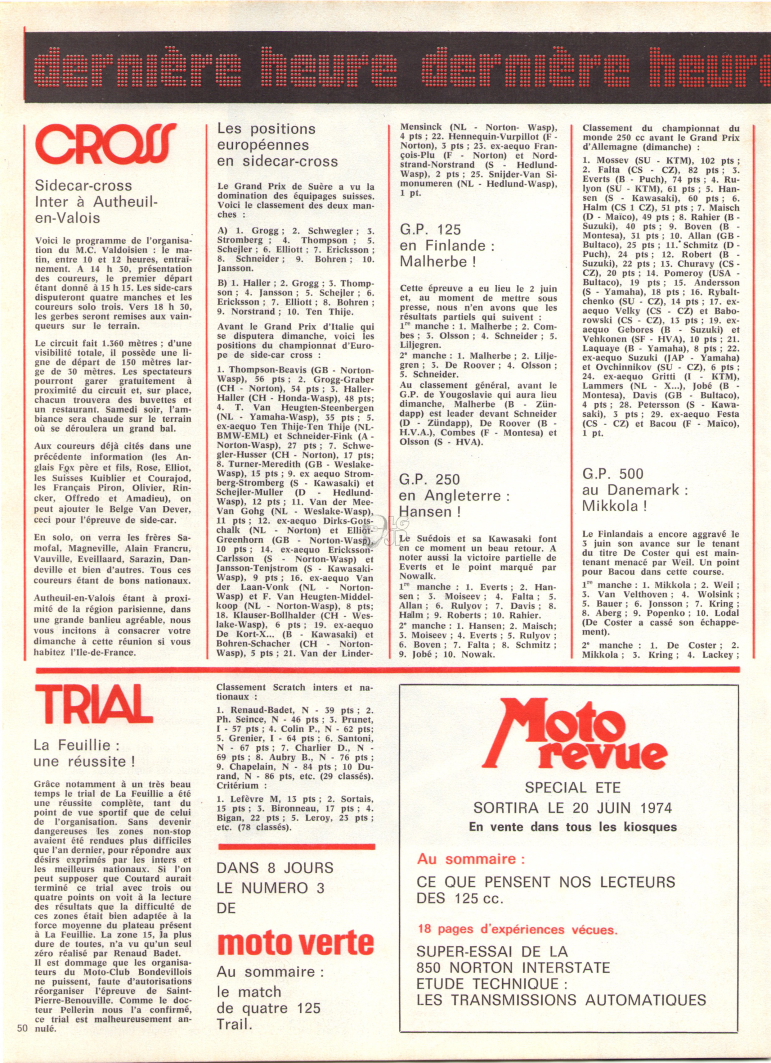 dernière heure dernière heure
CROSS
Sidecar-cross
Inter à Autheuil-
en-Valois
Voici le programme de l'organisa-
tion du M.C. Valdoisien : le ma-
tin, entre 10 et 12 heures, entraî-
nement. A 14 h 30, présentation
des coureurs, le premier départ
étant donné à 15 h 15. Les side-cars
disputeront quatre manches et les
coureurs solo trois. Vers 18 h 30,
les gerbes seront remises aux vain-
queurs sur le terrain.
Le circuit fait 1.360 mètres ; d'une
visibilité totale, il possède une li-
gne de départ de 150 mètres lar-
ge de 30 mètres. Les spectateurs
pourront garer gratuitement à
proximité du circuit et, sur place,
chacun trouvera des buvettes et
un restaurant. Samedi soir, l'am-
biance sera chaude sur le terrain
où se déroulera un grand bal.
Aux coureurs déjà cités dans une
précédente information (les An-
glais Fox père et fils, Rose, Elliot,
les Suisses Kuiblier et Courajod,
les Français Piron, Olivier, Rin-
cker, Offredo et Amadieu), on
peut ajouter le Belge Van Dever,
ceci pour l'épreuve de side-car.
En solo, on verra les frères Sa-
mofal, Magneville, Alain Francru,
Vauville, Eveillaard, Sarazin, Dan-
deville et bien d'autres. Tous ces
coureurs étant de bons nationaux.
Autheuil-en-Valois étant à proxi-
mité de la région parisienne, dans
une grande banlieu agréable, nous
vous incitons à consacrer votre
dimanche à cette réunion si vous
habitez l'Ile-de-France.
Les positions
européennes
en sidecar-cross
Le Grand Prix de Suère a vu la
domination des équipages suisses.
Voici le classement des deux man-
ches :
A) 1. Grogg ; 2. Schwegler ; 3.
Stromberg ; 4. Thompson ; 5.
Schejler ; 6. Elliott ; 7. Ericksson ;
8. Schneider ; 9. Bohren ; 10.
Jansson.
B) 1. Haller ; 2. Grogg ; 3. Thomp-
son ; 4. Jansson ; 5. Schejler ; 6.
Ericksson ; 7. Elliott ; 8. Bohren ;
9. Norstrand ; 10. Ten Thije.
Avant le Grand Prix d'Italie qui
se disputera dimanche, voici les
positions du championnat d'Euro-
pe de side-car cross :
1. Thompson-Beavis (GB - Norton-
Wasp), 56 pts ; 2. Grogg-Graber
(CH - Norton), 54 pts ; 3. Haller-
Haller (CH - Honda-Wasp), 48 pts;
4. T. Van Heugten-Steenbergen
(NL - Yamaha-Wasp), 35 pts ; 5.
ex-aequo Ten Thije-Ten Thije (NL-
BMW-EML) et Schneider-Fink (A -
Norton-Wasp), 27 pts ; 7. Schwe-
gler-Husser (CH - Norton), 17 pts;
8. Turner-Meredith (GB - Weslake-
Wasp), 15 pts ; 9. ex aequo Strom-
berg-Stromberg (S - Kawasaki) et
Schejler-Muller (D - Hedlund-
Wasp), 12 pts ; 11. Van der Mee-
Van Gohg (NL - Weslake-Wasp),
11 pts ; 12. ex-aequo Dirks-Gots-
chalk (NL - Norton) et Elliot-
Greenhorn (GB - Norton-Wasp),
10 pts ; 14. ex-aequo Ericksson-
Carlsson (S - Norton-Wasp) et
Jansson-Tenjstrom (S - Kawasaki-
Wasp), 9 pts ; 16. ex-aequo Van
der Laan-Vonk (NL - Norton-
Wasp) et F. Van Heugten-Middel-
koop (NL - Norton-Wasp), 8 pts;
18. Klauser-Bollhalder (CH - Wes-
lake-Wasp), 6 pts ; 19. ex-aequo
De Kort-X... (B - Kawasaki) et
Bohren-Schacher (CH - Norton-
Wasp), 5 pts ; 21. Van der Linder-
Mensinck (NL - Norton- Wasp),
4 pts ; 22. Hennequin-Vurpillot (F -
Norton), 3 pts ; 23. ex-aequo Fran-
çois-Plu (F - Norton) et Nord-
strand-Norstrand (S - Hedlund-
Wasp), 2 pts ; 25. Snijder-Van Si-
monumeren (NL - Hedlund-Wasp),
1 pt.
G.P. 125
en Finlande :
Malherbe !
Cette épreuve a eu lieu le 2 juin
et, au moment de mettre sous
presse, nous n'en avons que les
résultats partiels qui suivent :
1re manche : 1. Malherbe ; 2. Com-
bes ; 3. Olsson ; 4. Schneider ; 5.
Liljegren.
2e manche : 1. Malherbe ; 2. Lilje-
gren ; 3. De Roover ; 4. Olsson ;
5. Schneider.
Au classement général, avant le
G.P. de Yougoslavie qui aura lieu
dimanche, Malherbe (B - Zün-
dapp) est leader devant Schneider
(D - Zündapp), De Roover (B -
H.V.A.), Combes (F - Montesa) et
Olsson (S - HVA).
G.P. 250
en Angleterre :
Hansen !
Le Suédois et sa Kawasaki font
en ce moment un beau retour. A
noter aussi la victoire partielle de
Everts et le point marqué par
Nowalk.
1re manche : 1. Everts ; 2. Han-
sen ; 3. Moiseev ; 4. Falta ; 5.
Allan ; 6. Rulyov ; 7. Davis ; 8.
Halm ; 9. Roberts ; 10. Rahier.
2e manche : 1. Hansen; 2. Maisch;
3. Moiseev ; 4. Everts ; 5. Rulyov ;
6. Boven ; 7. Falta ; 8. Schmitz ;
9. Jobé ; 10. Nowak.
Classement du championnat du
monde 250 cc avant le Grand Prix
d'Allemagne (dimanche) :
1. Mossev (SU - KTM), 102 pts ;
2. Falta (CS - CZ), 82 pts ; 3.
Everts (B - Puch), 74 pts ; 4. Ru-
lyon (SU - KTM), 61 pts ; 5. Han-
sen (S - Kawasaki), 60 pts ; 6.
Halm (CS 1 CZ), 51 pts ; 7. Maisch
(D - Maïco), 49 pts ; 8. Rahier (B -
Suzuki), 40 pts ; 9. Boven (B -
Montesa), 31 pts ; 10. Allan (GB -
Bultaco), 25 pts ; 11. Schmitz (D -
Puch), 24 pts ; 12. Robert (B -
Suzuki), 22 pts ; 13. Churavy (CS -
CZ), 20 pts ; 14. Pomeroy (USA -
Bultaco), 19 pts ; 15. Andersson
(S - Yamaha), 18 pts ; 16. Rybalt-
chenko (SU - CZ), 14 pts ; 17. ex-
aequo Velky (CS - CZ) et Babo-
rowski (CS - CZ), 13 pts ; 19. ex-
aequo Gebores (B - Suzuki) et
Vehkonen (SF - HVA), 10 pts ; 21.
Laquaye (B - Yamaha), 8 pts ; 22.
ex-aequo Suzuki (JAP - Yamaha)
et Ovchinnikov (SU - CZ), 6 pts ;
24. ex-aequo Gritti (I - KTM),
Lammers (NL - X...), Jobé (B -
Montesa), Davis (GB - Bultaco),
4 pts ; 28. Petersson (S - Kawa-
saki), 3 pts ; 29. ex-aequo Festa
(CS - CZ) et Bacou (F - Maïco),
1 pt.
G.P. 500
au Danemark :
Mikkola !
Le Finlandais a encore aggravé le
3 juin son avance sur le tenant
du titre De Coster qui est main-
tenant menacé par Weil. Un point
pour Bacou dans cette course.
1re manche : 1. Mikkola ; 2. Weil ;
3. Van Velthoven ; 4. Wolsink ;
5. Bauer ; 6. Jonsson ; 7. Kring ;
8. Aberg ; 9. Popenko ; 10. Lodal
(De Coster a cassé son échappe-
ment).
2e manche : 1. De Coster ; 2.
Mikkola ; 3. Kring ; 4. Lackey ;
TRIAL
La Feuillie :
une réussite !
Grâce notamment à un très beau
temps le trial de La Feuillie a été
une réussite complète, tant du
point de vue sportif que de celui
de l'organisation. Sans devenir
dangereuses les zones non-stop
avaient été rendues plus difficiles
que l'an dernier, pour répondre aux
désirs exprimés par les inters et
les meilleurs nationaux. Si l'on
peut supposer que Coutard aurait
terminé ce trial avec trois ou
quatre points on voit à la lecture
des résultats que la difficulté de
ces zones était bien adaptée à la
force moyenne du plateau présent
à La Feuillie. La zone 15, la plus
dure de toutes, n'a vu qu'un seul
zéro réalisé par Renaud Badet.
Il est dommage que les organisa-
teurs du Moto-Club Bondevillois
ne puissent, faute d'autorisations
réorganiser l'épreuve de Saint-
Pierre-Benouville. Comme le doc-
teur Pellerin nous l'a confirmé,
ce trial est malheureusement an-
nulé.
50
Classement Scratch inters et na-
tionaux :
1. Renaud-Badet, N - 39 pts ; 2.
Ph. Seince, N - 46 pts ; 3. Prunet,
I - 57 pts ; 4. Colin P., N - 62 pts;
5. Grenier, I - 64 pts ; 6. Santoni,
N - 67 pts ; 7. Charlier D., N -
69 pts ; 8. Aubry B., N - 76 pts ;
9. Chapelain, N - 84 pts ; 10 Du-
rand, N - 86 pts, etc. (29 classés).
Critérium :
1. Lefèvre M, 13 pts ; 2. Sortais,
15 pts ; 3. Bironneau, 17 pts ; 4.
Bigan, 22 pts ; 5. Leroy, 23 pts ;
etc. (78 classés).
DANS 8 JOURS
LE NUMERO 3
DE
moto verte
Au sommaire :
le match
de quatre 125
Trail.
Moto
revue
SPECIAL ETE
SORTIRA LE 20 JUIN 1974
En vente dans tous les kiosques
Au sommaire :
CE QUE PENSENT NOS LECTEURS
DES 125 cc.
18 pages d'expériences vécues.
SUPER-ESSAI DE LA
850 NORTON INTERSTATE
ETUDE TECHNIQUE :
LES TRANSMISSIONS AUTOMATIQUES